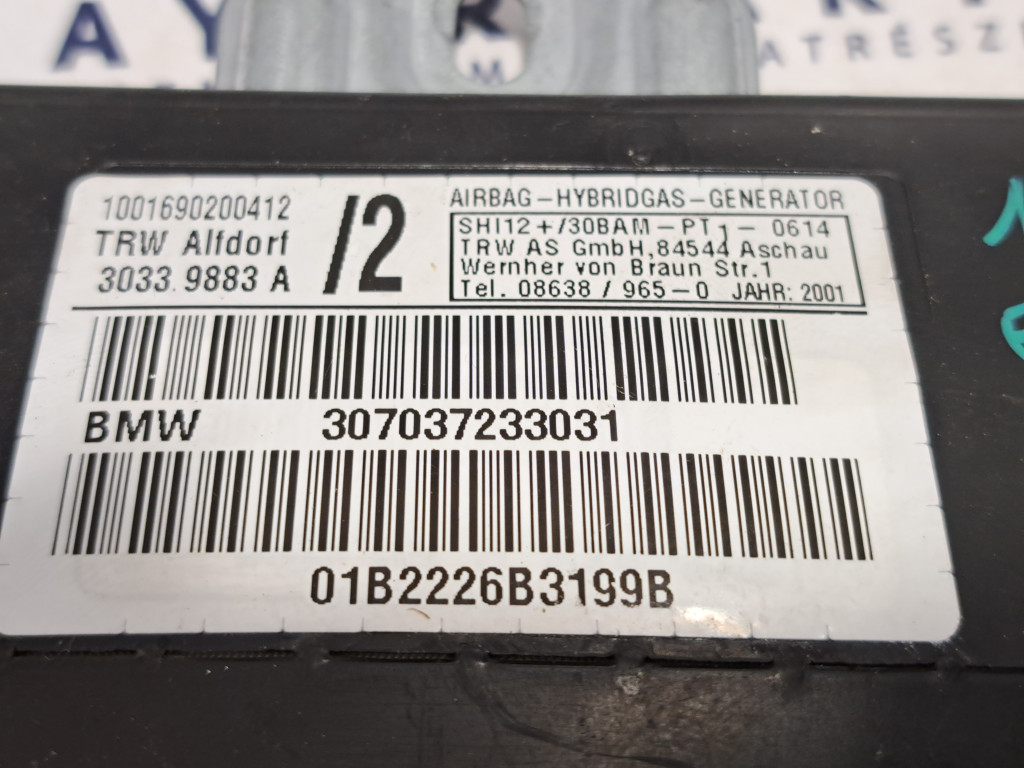 1001690200412
TRW Alfdorf
3033.9883 A
/2
AIRBAG-HYBRIDGAS-GENERATOR
SHI12+/30BAM-PT1-0614
TRW AS GmbH, 84544 Aschau
Wernher von Braun Str.1
Tel. 08638 / 965-0 JAHR: 2001
BMW 307037233031
01B2226B3199B